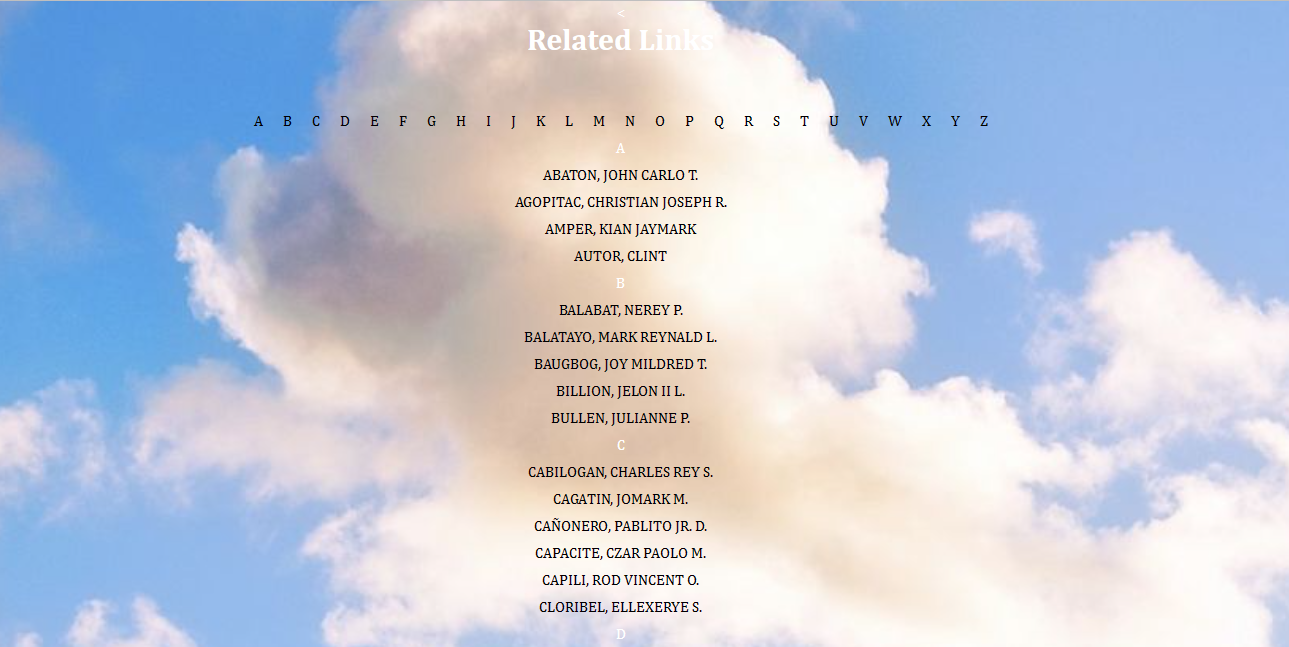 <
Related Links
A B C D E F G H I J K L M N O P Q R S T U V W X Y Z
A
ABATON, JOHN CARLO T.
AGOPITAC, CHRISTIAN JOSEPH R.
AMPER, KIAN JAYMARK
AUTOR, CLINT
B
BALABAT, NEREY P.
BALATAYO, MARK REYNALD L.
BAUGBOG, JOY MILDRED T.
BILLION, JELON II L.
BULLEN, JULIANNE P.
C
CABILOGAN, CHARLES REY S.
CAGATIN, JOMARK M.
CAÑONERO, PABLITO JR. D.
CAPACITE, CZAR PAOLO M.
CAPILI, ROD VINCENT O.
CLORIBEL, ELLEXERYE S.
D